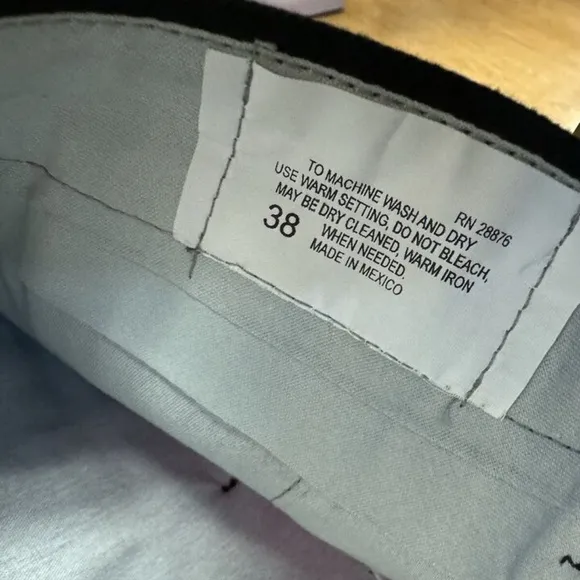 RN 28876
TO MACHINE WASH AND DRY
USE WARM SETTING, DO NOT BLEACH,
MAY BE DRY CLEANED, WARM IRON
WHEN NEEDED.
MADE IN MEXICO
38